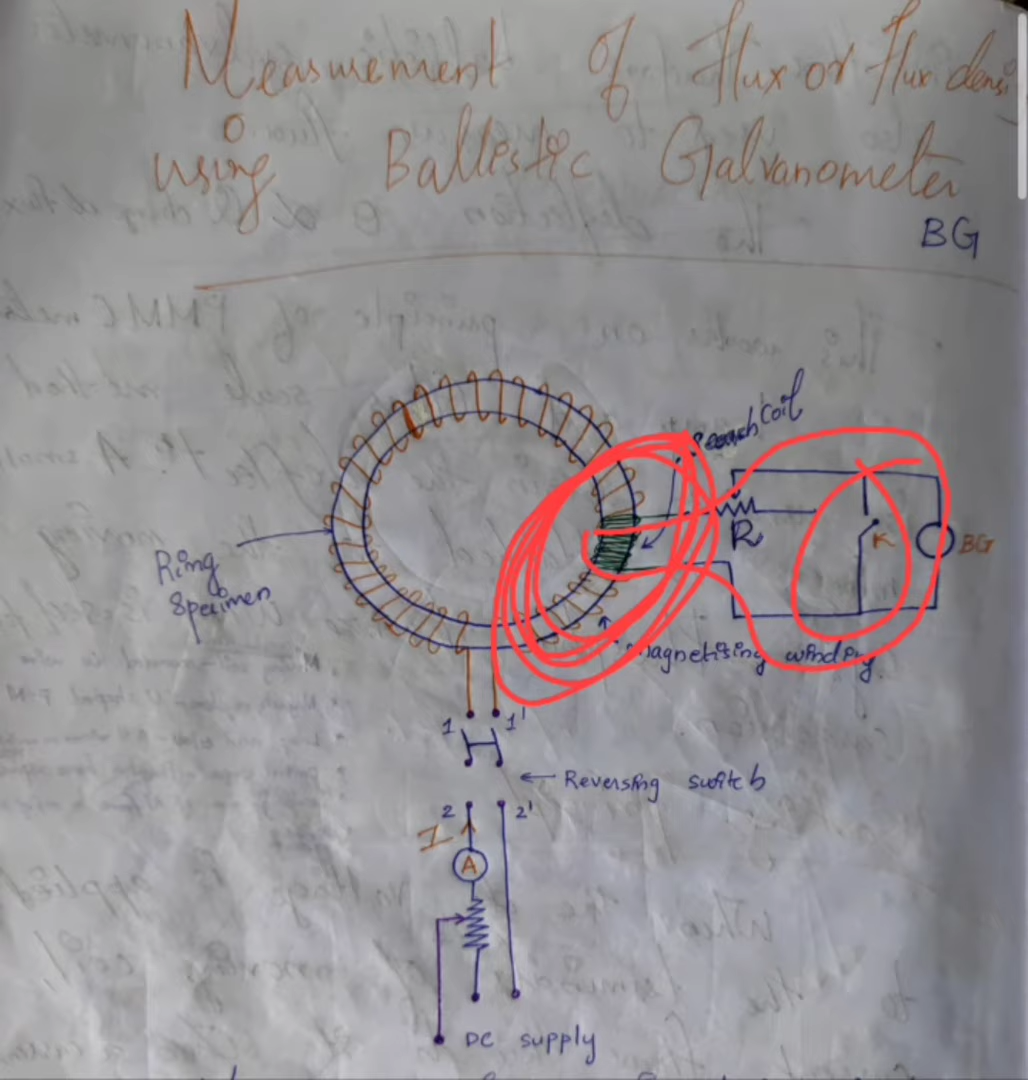 Measurement of Flux or Flux densi
using Ballestic Galvanometer
BG
Search Coil
R
K
BG
Ring
Specimen
magnetising winding
1 1'
Reversing switch
2 2'
I
A
DC supply